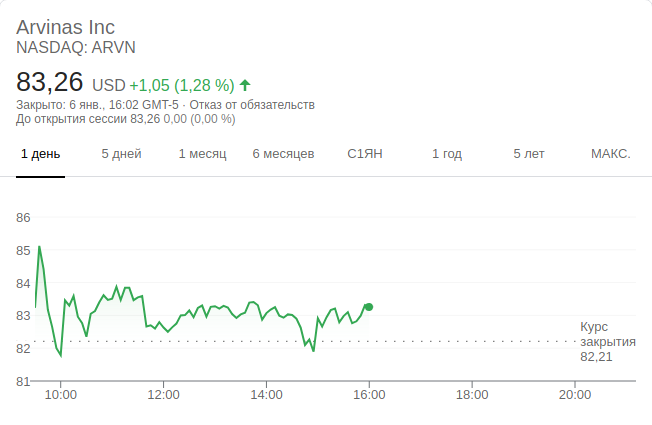 Arvinas Inc
NASDAQ: ARVN
83,26 USD +1,05 (1,28 %)
Закрыто: 6 янв., 16:02 GMT-5 · Отказ от обязательств
До открытия сессии 83,26 0,00 (0,00 %)
1 день 5 дней 1 месяц 6 месяцев С1ЯН 1 год 5 лет МАКС.
86
85
84
83
82
81
Курс
закрытия
82,21
10:00 12:00 14:00 16:00 18:00 20:00